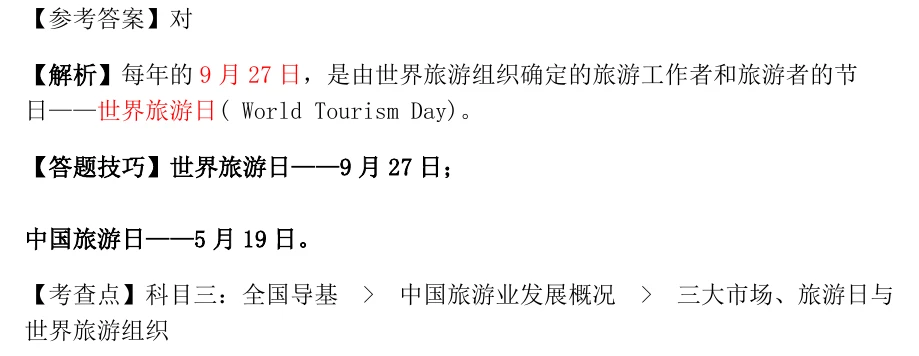 【参考答案】对
【解析】每年的 9 月 27 日，是由世界旅游组织确定的旅游工作者和旅游者的节
日——世界旅游日( World Tourism Day)。
【答题技巧】世界旅游日——9 月 27 日；
中国旅游日——5 月 19 日。
【考查点】科目三：全国导基 > 中国旅游业发展概况 > 三大市场、旅游日与
世界旅游组织